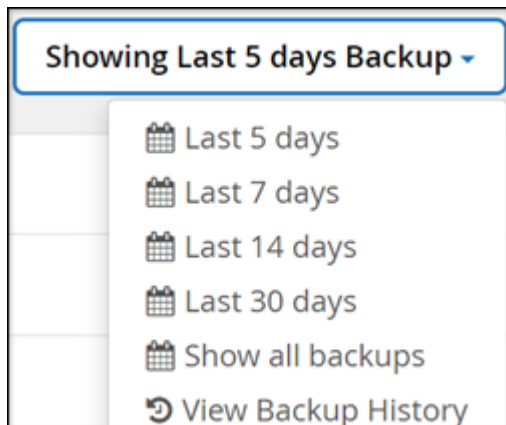 Showing Last 5 days Backup
Last 5 days
Last 7 days
Last 14 days
Last 30 days
Show all backups
View Backup History